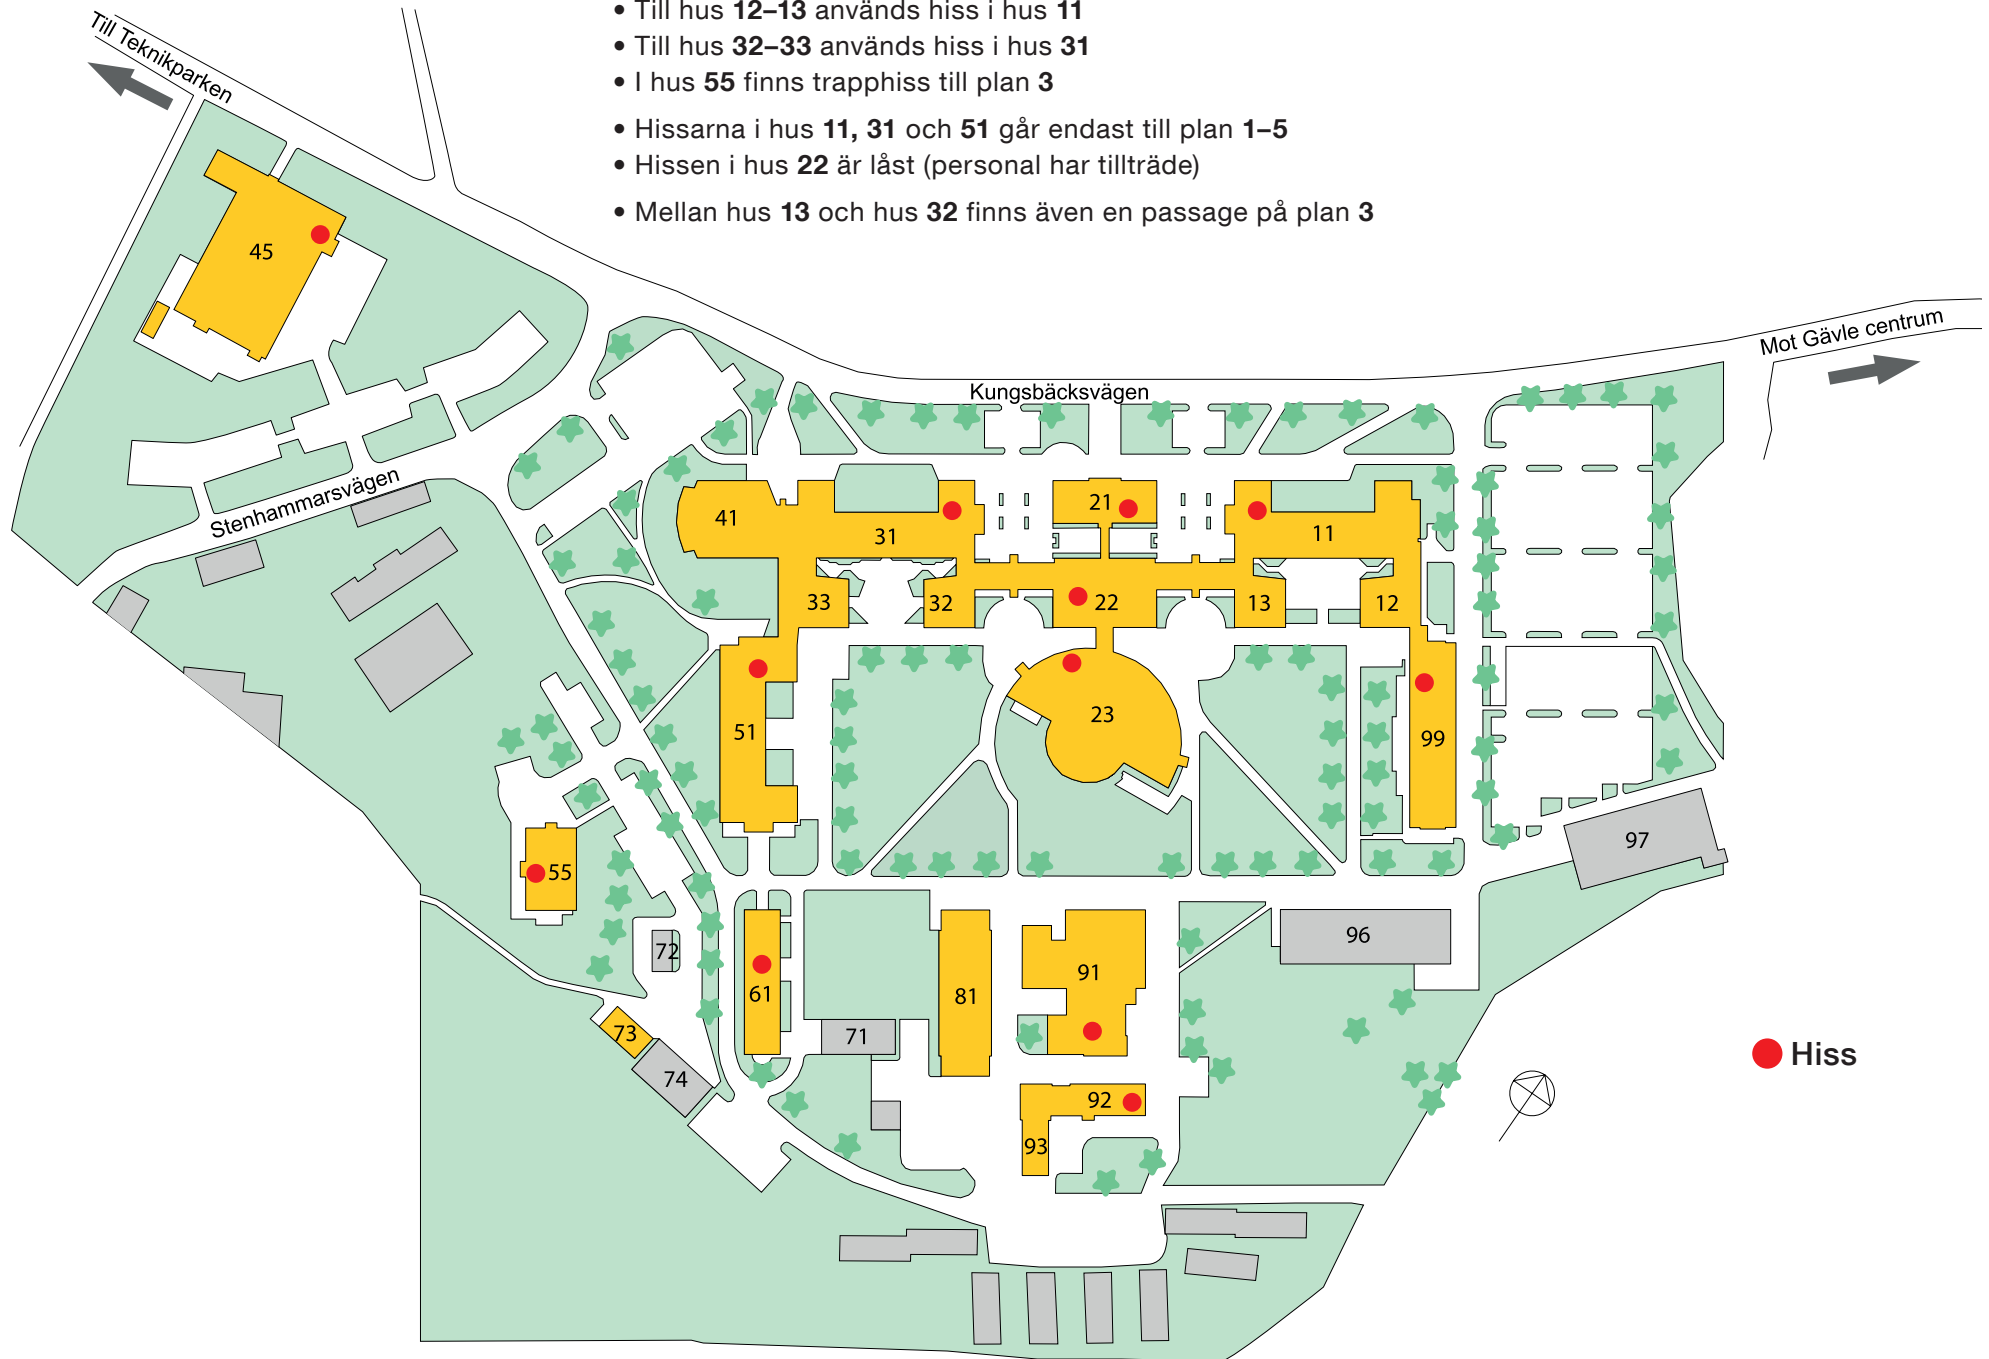 • Till hus 12–13 används hiss i hus 11
• Till hus 32–33 används hiss i hus 31
• I hus 55 finns trapphiss till plan 3
• Hissarna i hus 11, 31 och 51 går endast till plan 1–5
• Hissen i hus 22 är låst (personal har tillträde)
• Mellan hus 13 och hus 32 finns även en passage på plan 3
Till Teknikparken
45
Mot Gävle centrum
Kungsbäcksvägen
Stenhammarsvägen
41
31
21
11
33
32
22
13
12
51
23
99
97
55
72
61
81
91
96
73
74
71
92
93
Hiss